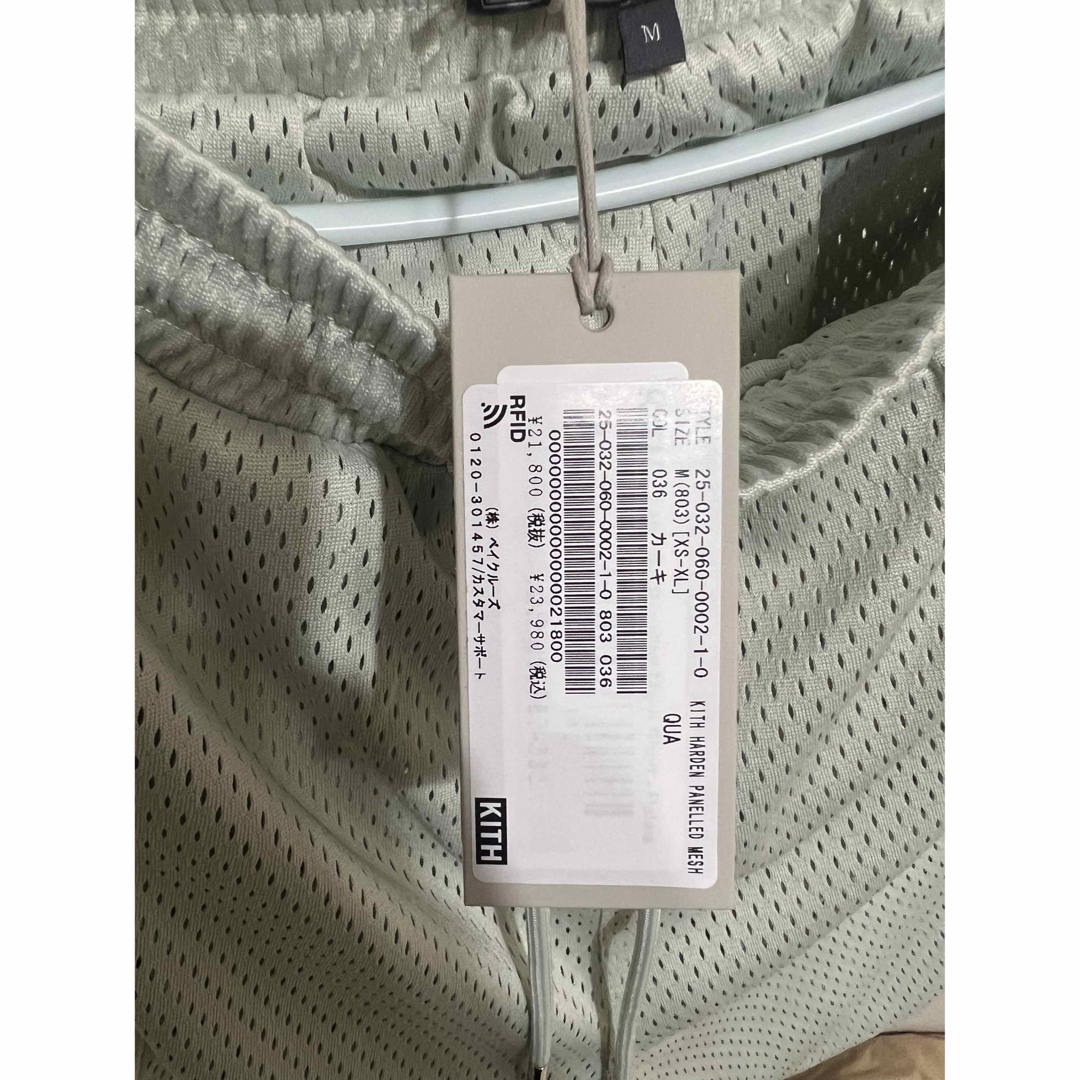 M
TYLE 25-032-060-0002-1-0 KITH HARDEN PANELLED MESH
SIZE M(803)[XS-XL] QUA
COL 036 カーキ
25-032-060-0002-1-0 803 036
00000000000000021800
¥21,800(税抜) ¥23,980(税込)
RFID
(株)ベイクルーズ
0120-301457/カスタマーサポート
KITH